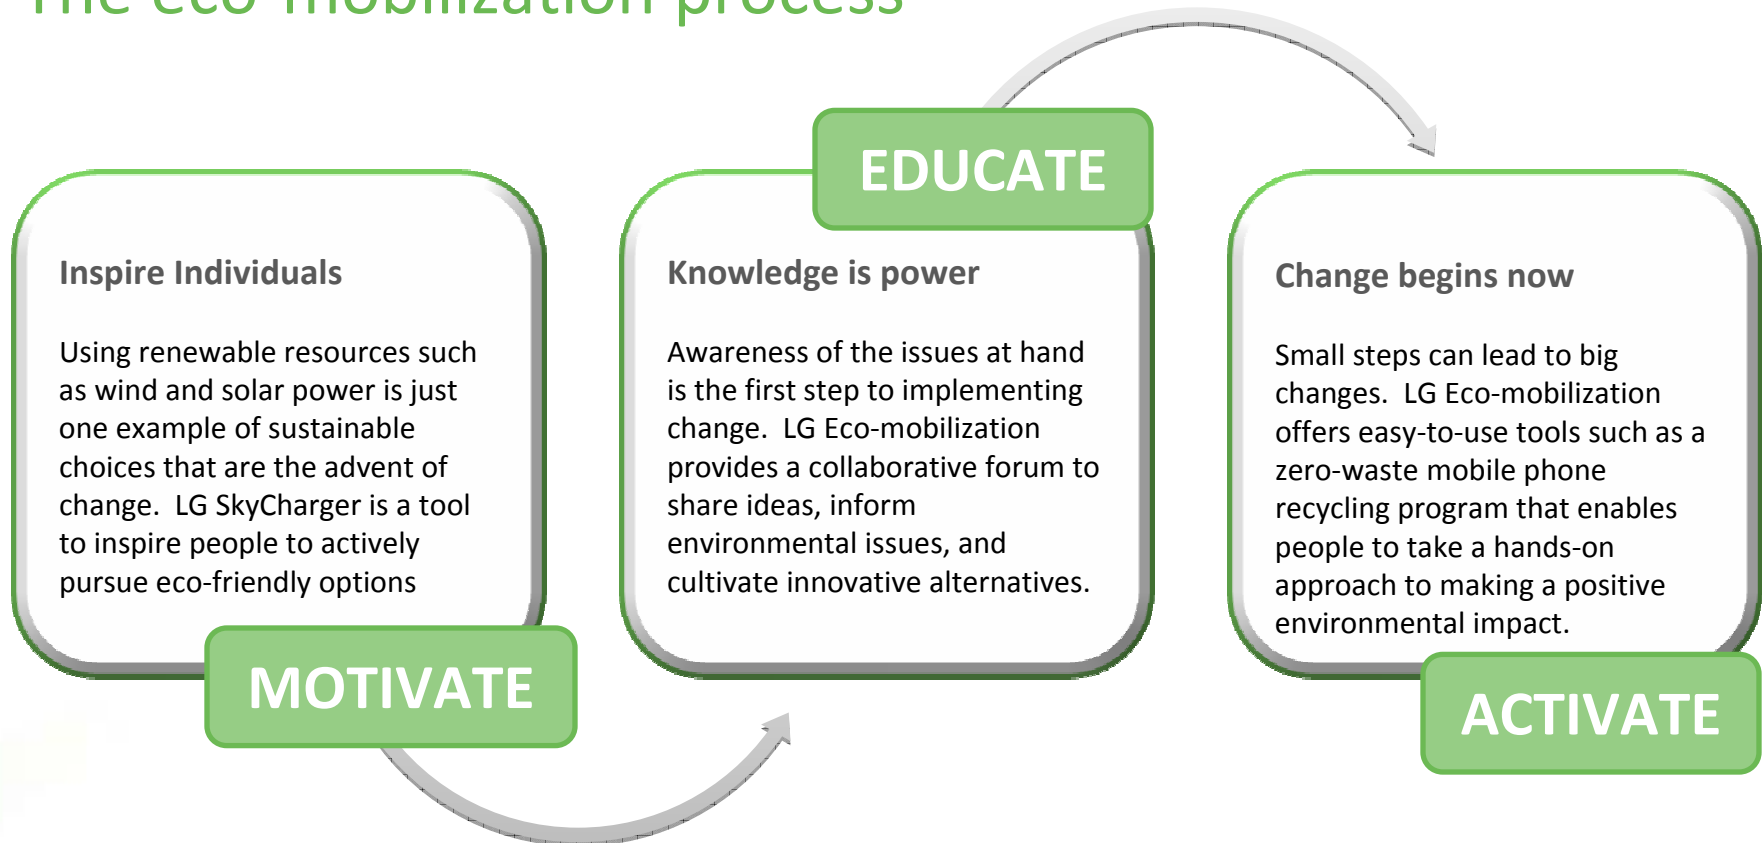 The eco-mobilization process
Inspire Individuals
Using renewable resources such
as wind and solar power is just
one example of sustainable
choices that are the advent of
change.  LG SkyCharger is a tool
to inspire people to actively
pursue eco-friendly options
MOTIVATE
EDUCATE
Knowledge is power
Awareness of the issues at hand
is the first step to implementing
change.  LG Eco-mobilization
provides a collaborative forum to
share ideas, inform
environmental issues, and
cultivate innovative alternatives.
Change begins now
Small steps can lead to big
changes.  LG Eco-mobilization
offers easy-to-use tools such as a
zero-waste mobile phone
recycling program that enables
people to take a hands-on
approach to making a positive
environmental impact.
ACTIVATE